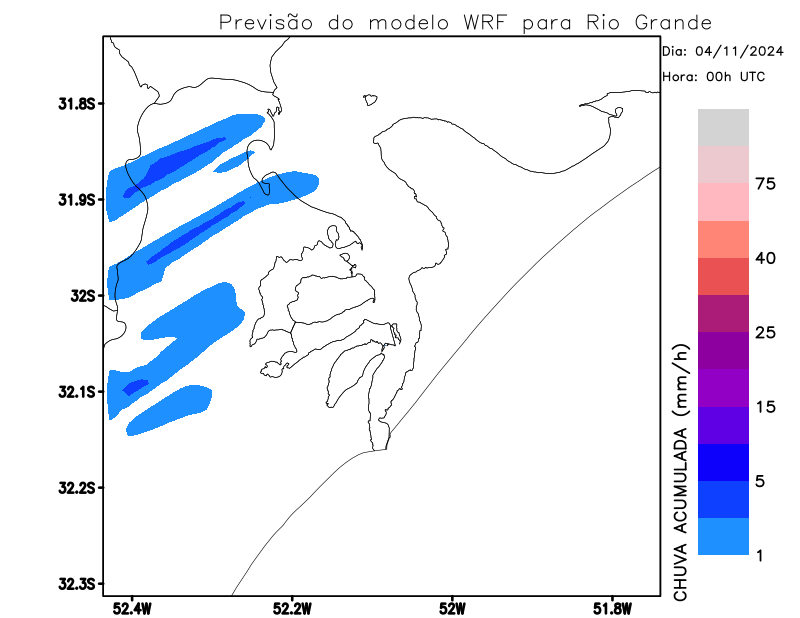 Previsão do modelo WRF para Rio Grande
Dia: 04/11/2024
Hora: 00h UTC
31.8S
31.9S
32S
32.1S
32.2S
32.3S
52.4W
52.2W
52W
51.8W
CHUVA ACUMULADA (mm/h)
75
40
25
15
5
1